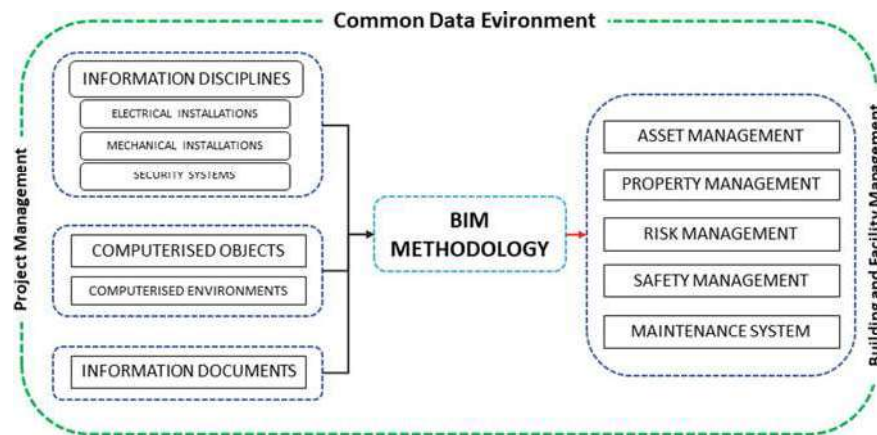 Common Data Evironment
Project Management
INFORMATION DISCIPLINES
ELECTRICAL INSTALLATIONS
MECHANICAL INSTALLATIONS
SECURITY SYSTEMS
COMPUTERISED OBJECTS
COMPUTERISED ENVIRONMENTS
INFORMATION DOCUMENTS
BIM
METHODOLOGY
ASSET MANAGEMENT
PROPERTY MANAGEMENT
RISK MANAGEMENT
SAFETY MANAGEMENT
MAINTENANCE SYSTEM
Building and Facility Management